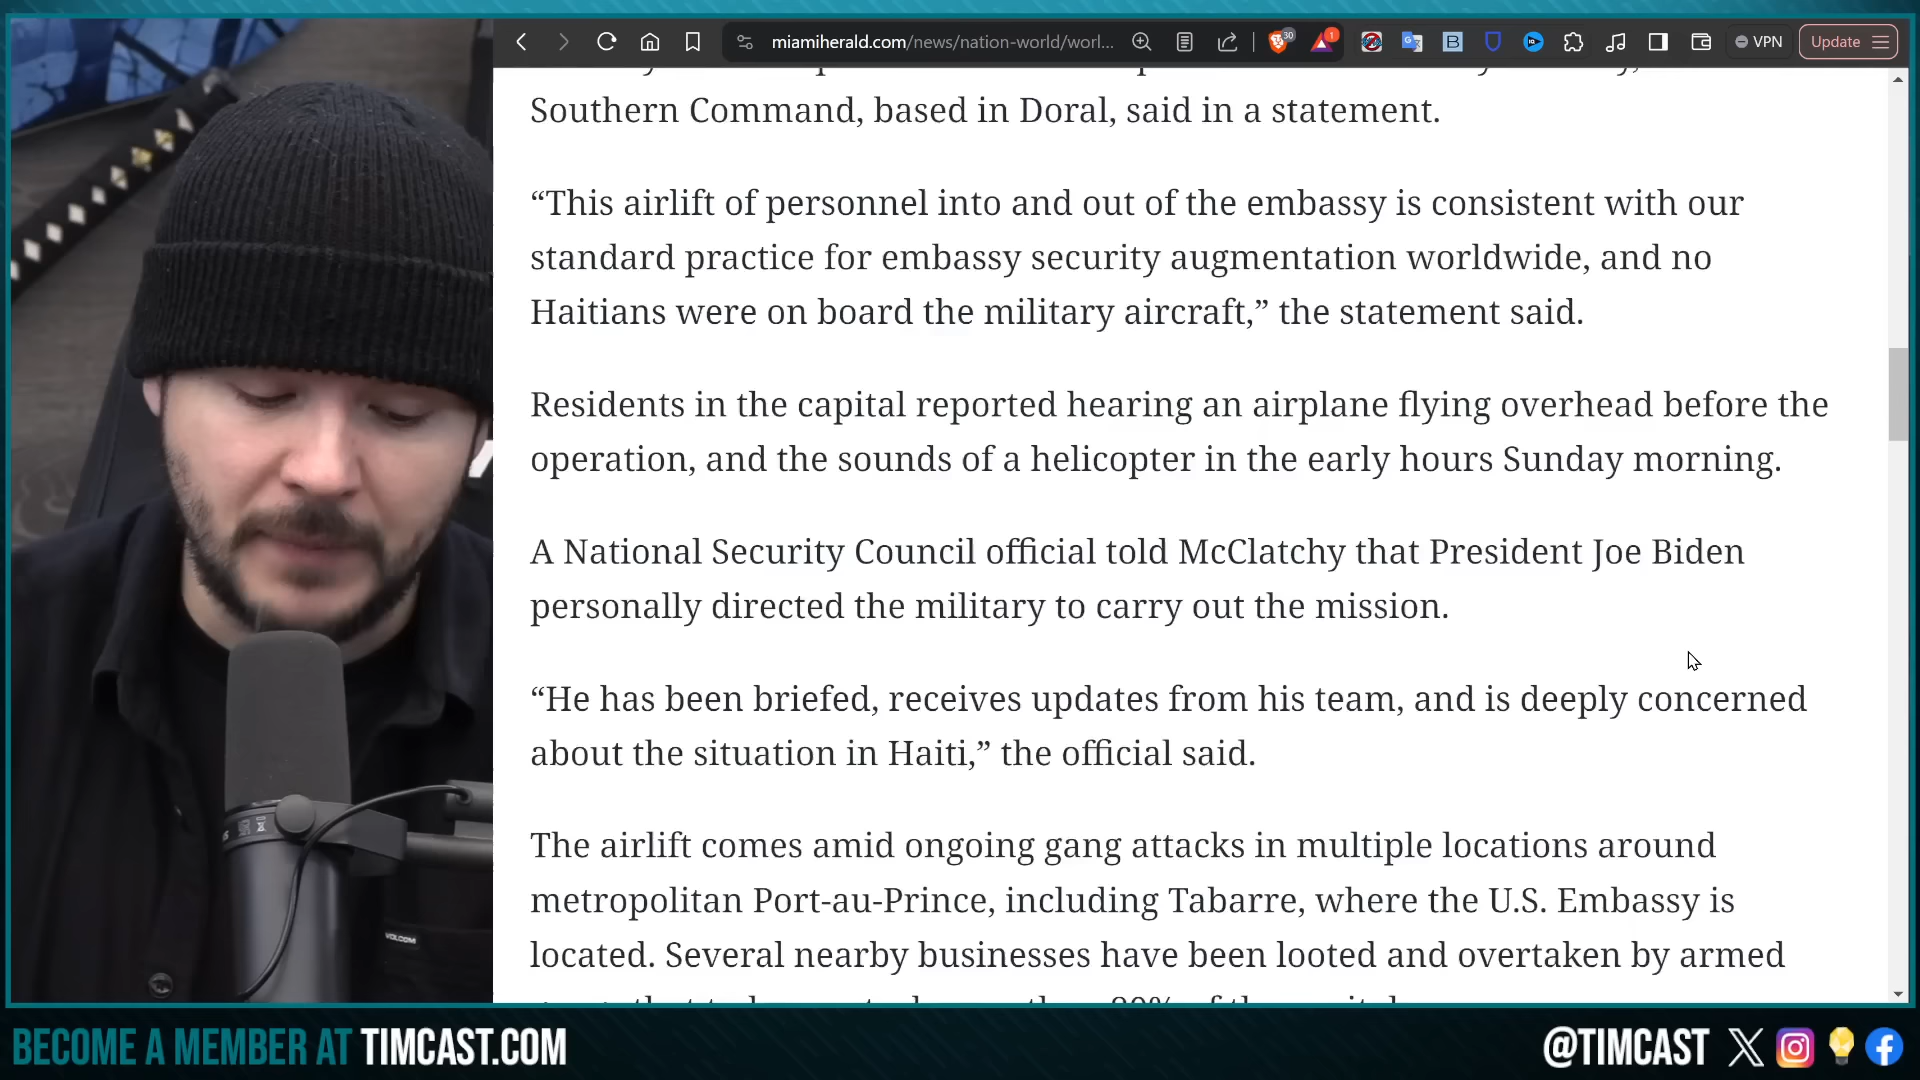 miamiherald.com/news/nation-world/worl...
30
1
VPN
Update
Southern Command, based in Doral, said in a statement.
“This airlift of personnel into and out of the embassy is consistent with our
standard practice for embassy security augmentation worldwide, and no
Haitians were on board the military aircraft,” the statement said.
Residents in the capital reported hearing an airplane flying overhead before the
operation, and the sounds of a helicopter in the early hours Sunday morning.
A National Security Council official told McClatchy that President Joe Biden
personally directed the military to carry out the mission.
“He has been briefed, receives updates from his team, and is deeply concerned
about the situation in Haiti,” the official said.
The airlift comes amid ongoing gang attacks in multiple locations around
metropolitan Port-au-Prince, including Tabarre, where the U.S. Embassy is
located. Several nearby businesses have been looted and overtaken by armed
VOLCOM
BECOME A MEMBER AT TIMCAST.COM
@TIMCAST